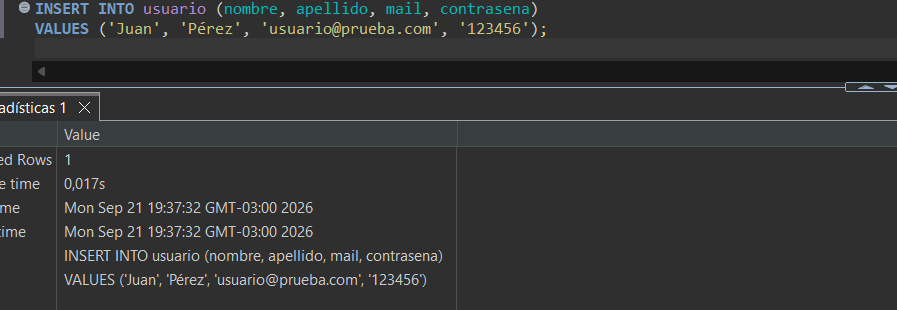 INSERT INTO usuario (nombre, apellido, mail, contrasena)
VALUES ('Juan', 'Pérez', 'usuario@prueba.com', '123456');
adísticas 1
Value
ed Rows 1
e time 0,017s
me Mon Sep 21 19:37:32 GMT-03:00 2026
time Mon Sep 21 19:37:32 GMT-03:00 2026
INSERT INTO usuario (nombre, apellido, mail, contrasena)
VALUES ('Juan', 'Pérez', 'usuario@prueba.com', '123456')